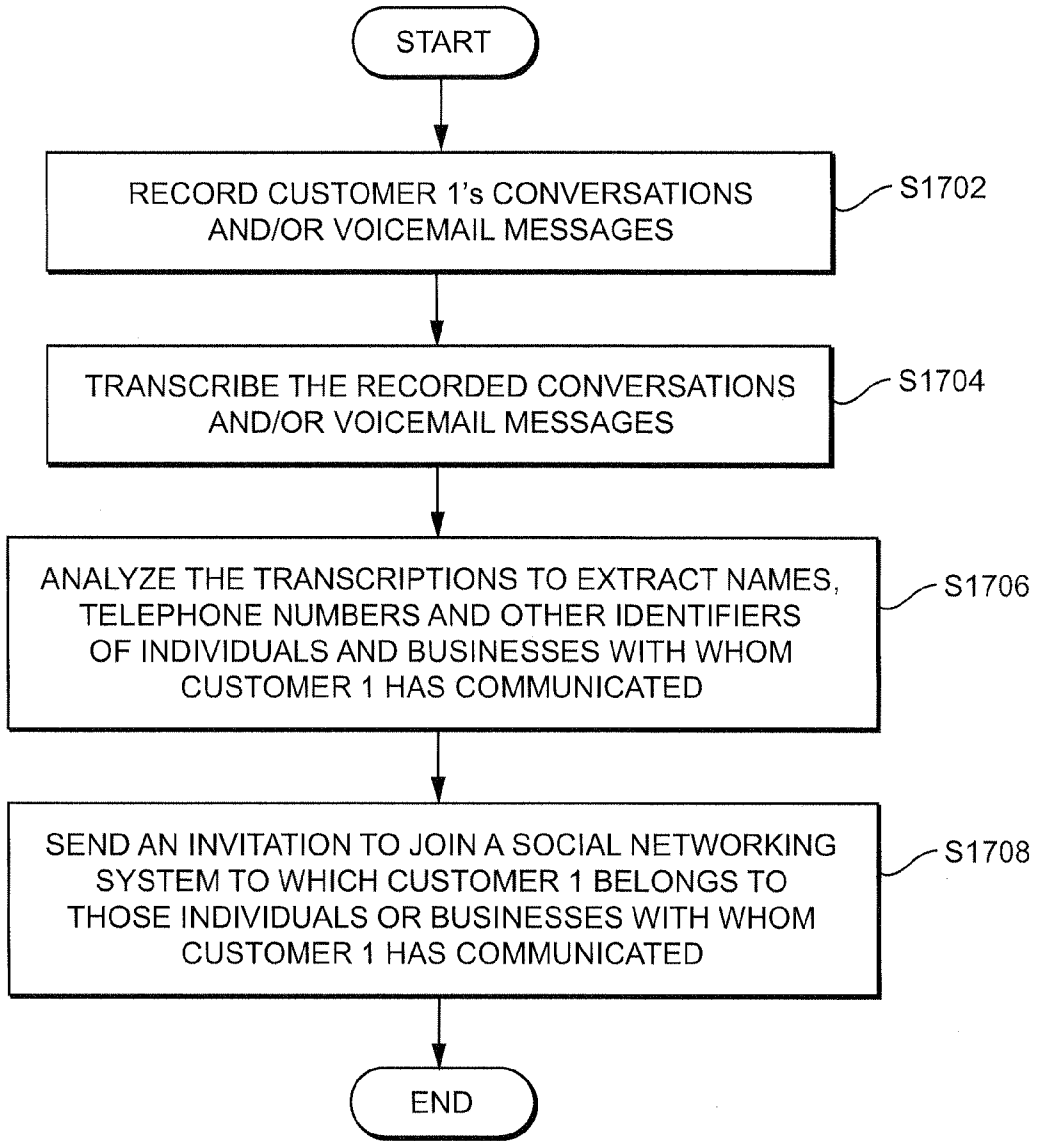 START
RECORD CUSTOMER 1's CONVERSATIONS
AND/OR VOICEMAIL MESSAGES
S1702
TRANSCRIBE THE RECORDED CONVERSATIONS
AND/OR VOICEMAIL MESSAGES
S1704
ANALYZE THE TRANSCRIPTIONS TO EXTRACT NAMES,
TELEPHONE NUMBERS AND OTHER IDENTIFIERS
OF INDIVIDUALS AND BUSINESSES WITH WHOM
CUSTOMER 1 HAS COMMUNICATED
S1706
SEND AN INVITATION TO JOIN A SOCIAL NETWORKING
SYSTEM TO WHICH CUSTOMER 1 BELONGS TO
THOSE INDIVIDUALS OR BUSINESSES WITH WHOM
CUSTOMER 1 HAS COMMUNICATED
S1708
END